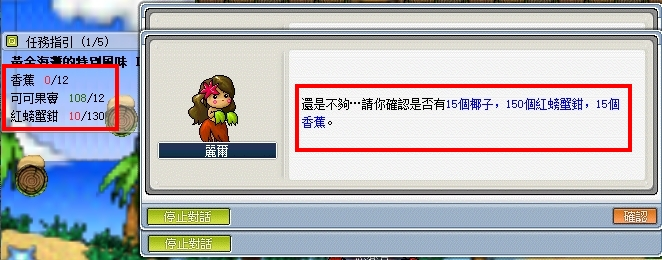 任務指引 (1/5)
黃金海灘的特別風味
香蕉 0/12
可可果實 108/12
紅螃蟹鉗 10/130
還是不夠…請你確認是否有15個椰子，150個紅螃蟹鉗，15個
香蕉。
麗爾
停止對話
確認
停止對話